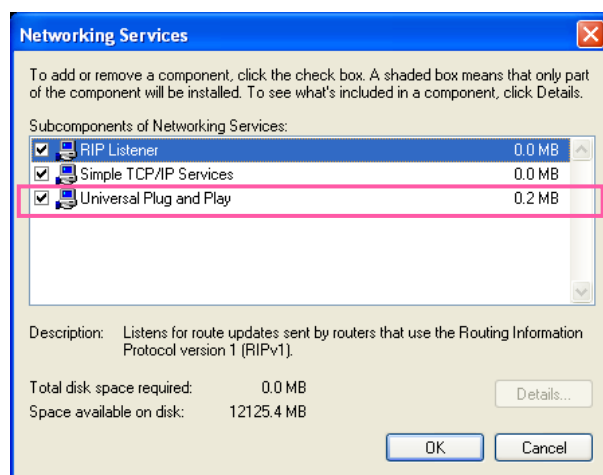 Networking Services
To add or remove a component, click the check box. A shaded box means that only part
of the component will be installed. To see what's included in a component, click Details.
Subcomponents of Networking Services:
RIP Listener 0.0 MB
Simple TCP/IP Services 0.0 MB
Universal Plug and Play 0.2 MB
Description: Listens for route updates sent by routers that use the Routing Information
Protocol version 1 (RIPv1).
Total disk space required: 0.0 MB
Space available on disk: 12125.4 MB
Details...
OK Cancel